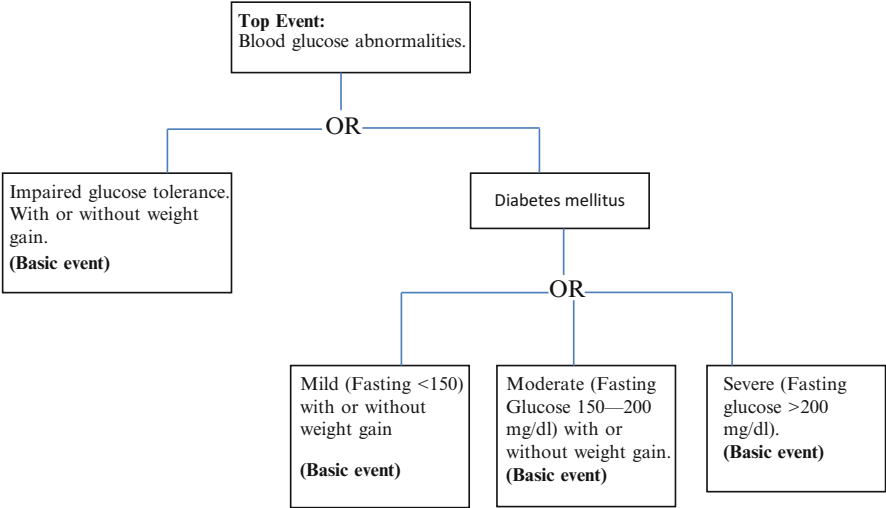 Top Event:
Blood glucose abnormalities.
OR
Impaired glucose tolerance.
With or without weight
gain.
(Basic event)
Diabetes mellitus
OR
Mild (Fasting <150)
with or without
weight gain
(Basic event)
Moderate (Fasting
Glucose 150—200
mg/dl) with or
without weight gain.
(Basic event)
Severe (Fasting
glucose >200
mg/dl).
(Basic event)